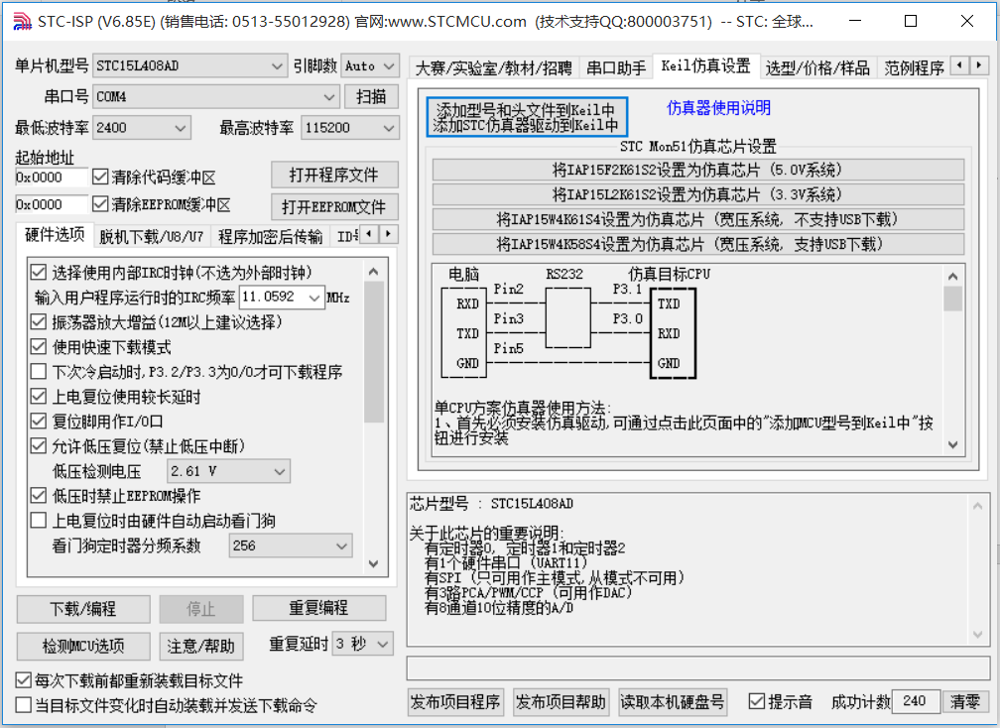 STC-ISP (V6.85E) (销售电话: 0513-55012928) 官网:www.STCMCU.com  (技术支持QQ:800003751)  -- STC: 全球...
单片机型号 STC15L408AD 引脚数 Auto
串口号 COM4 扫描
最低波特率 2400 最高波特率 115200
起始地址
0x0000 清除代码缓冲区 打开程序文件
0x0000 清除EEPROM缓冲区 打开EEPROM文件
硬件选项 脱机下载/U8/U7 程序加密后传输
选择使用内部IRC时钟(不选为外部时钟)
输入用户程序运行时的IRC频率 11.0592 MHz
振荡器放大增益(12M以上建议选择)
使用快速下载模式
下次冷启动时,P3.2/P3.3为0/0才可下载程序
上电复位使用较长延时
复位脚用作I/O口
允许低压复位(禁止低压中断)
低压检测电压 2.61 V
低压时禁止EEPROM操作
上电复位时由硬件自动启动看门狗
看门狗定时器分频系数 256
下载/编程 停止 重复编程
检测MCU选项 注意/帮助 重复延时 3 秒
每次下载前都重新装载目标文件
当目标文件变化时自动装载并发送下载命令
大赛/实验室/教材/招聘 串口助手 Keil仿真设置 选型/价格/样品 范例程序
添加型号和头文件到Keil中
添加STC仿真器驱动到Keil中
仿真器使用说明
STC Mon51仿真芯片设置
将IAP15F2K61S2设置为仿真芯片 (5.0V系统)
将IAP15L2K61S2设置为仿真芯片 (3.3V系统)
将IAP15W4K61S4设置为仿真芯片 (宽压系统, 不支持USB下载)
将IAP15W4K58S4设置为仿真芯片 (宽压系统, 支持USB下载)
电脑 RS232 仿真目标CPU
RXD Pin2 P3.1 TXD
TXD Pin3 P3.0 RXD
GND Pin5 GND
单CPU方案仿真器使用方法:
1、首先必须安装仿真驱动,可通过点击此页面中的"添加MCU型号到Keil中"按
钮进行安装
芯片型号 : STC15L408AD
关于此芯片的重要说明:
有定时器0, 定时器1和定时器2
有1个硬件串口 (UART1)
有SPI (只可用作主模式,从模式不可用)
有3路PCA/PWM/CCP (可用作DAC)
有8通道10位精度的A/D
发布项目程序 发布项目帮助 读取本机硬盘号 提示音 成功计数 240 清零